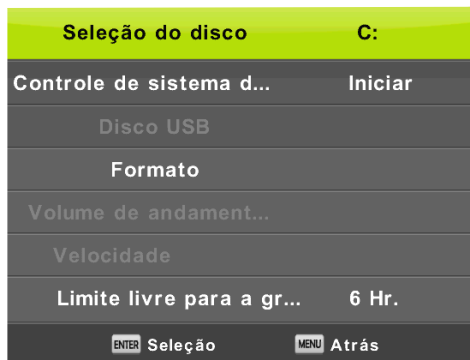 Seleção do disco C:
Controle de sistema d... Iniciar
Disco USB
Formato
Volume de andament...
Velocidade
Limite livre para a gr... 6 Hr.
ENTER Seleção MENU Atrás